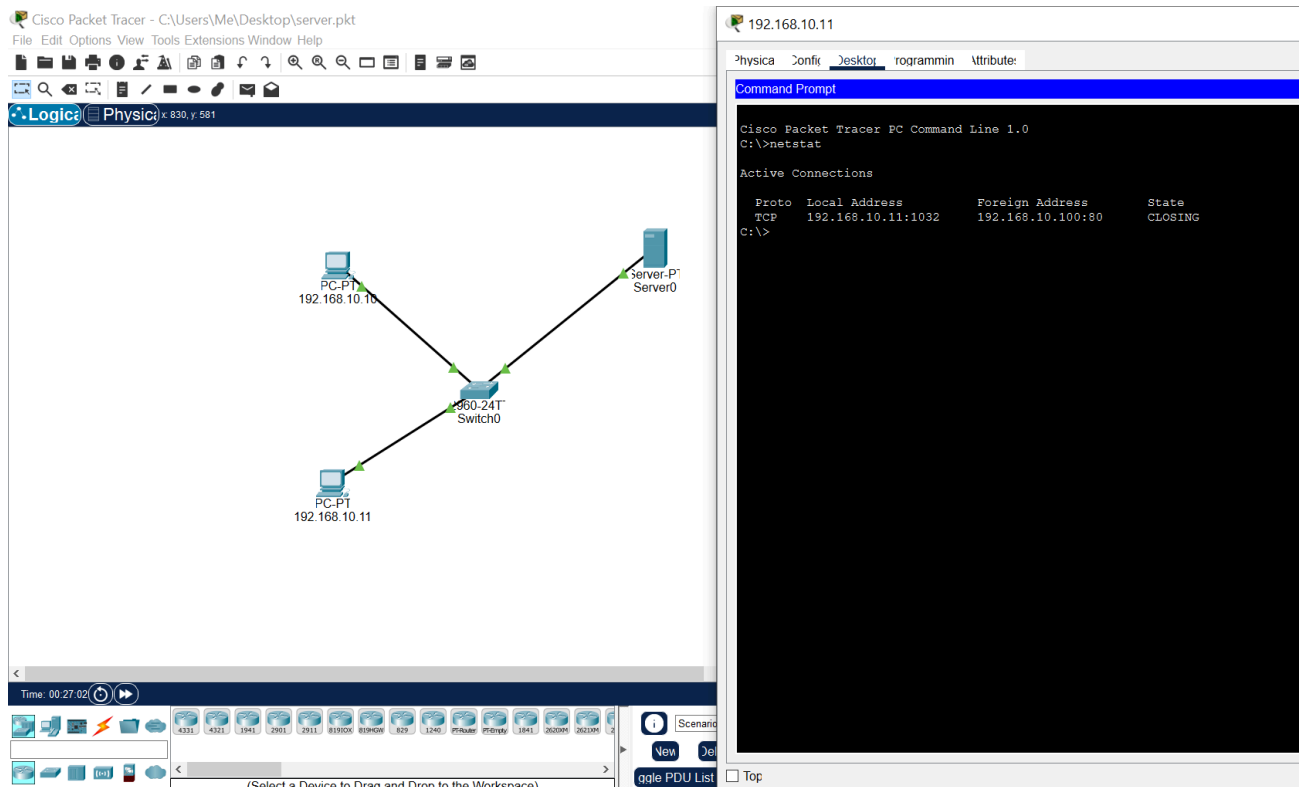 Cisco Packet Tracer - C:\Users\Me\Desktop\server.pkt
File Edit Options View Tools Extensions Window Help
Logica
Physica
x: 830, y: 581
PC-PT
192.168.10.10
Server-PT
Server0
960-24T
Switch0
PC-PT
192.168.10.11
Time: 00:27:02
4331 4321 1941 2901 2911 819IOX 819HGW 829 1240 PT-Router PT-Empty 1841 2620XM 2621XM 2
(Select a Device to Drag and Drop to the Workspace)
Scenario
New
Del
ggle PDU List
192.168.10.11
Physica Config Desktop rogrammin Attributes
Command Prompt
Cisco Packet Tracer PC Command Line 1.0
C:\>netstat
Active Connections
Proto Local Address Foreign Address State
TCP 192.168.10.11:1032 192.168.10.100:80 CLOSING
C:\>
Top